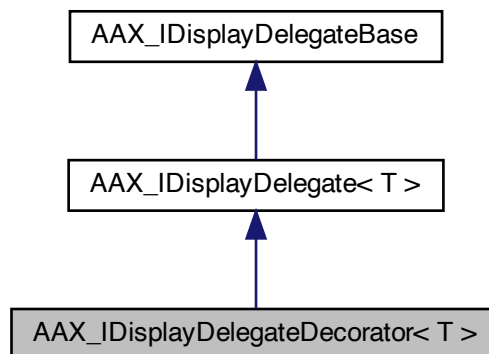 AAX_IDisplayDelegateBase
AAX_IDisplayDelegate< T >
AAX_IDisplayDelegateDecorator< T >